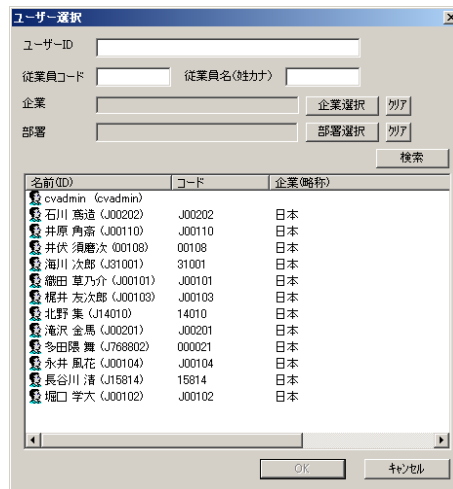 ユーザー選択
ユーザーID
従業員コード 従業員名(姓カナ)
企業 企業選択 クリア
部署 部署選択 クリア
検索
名前(ID) コード 企業(略称)
cvadmin (cvadmin)
石川 蔦造 (J00202) J00202 日本
井原 角斎 (J00110) J00110 日本
井伏 須磨次 (00108) 00108 日本
海川 次郎 (J31001) 31001 日本
織田 草乃介 (J00101) J00101 日本
梶井 友次郎 (J00103) J00103 日本
北野 集 (J14010) 14010 日本
滝沢 金馬 (J00201) J00201 日本
多田隈 舞 (J768802) 000021 日本
永井 風花 (J00104) J00104 日本
長谷川 渚 (J15814) 15814 日本
堀口 学大 (J00102) J00102 日本
OK キャンセル